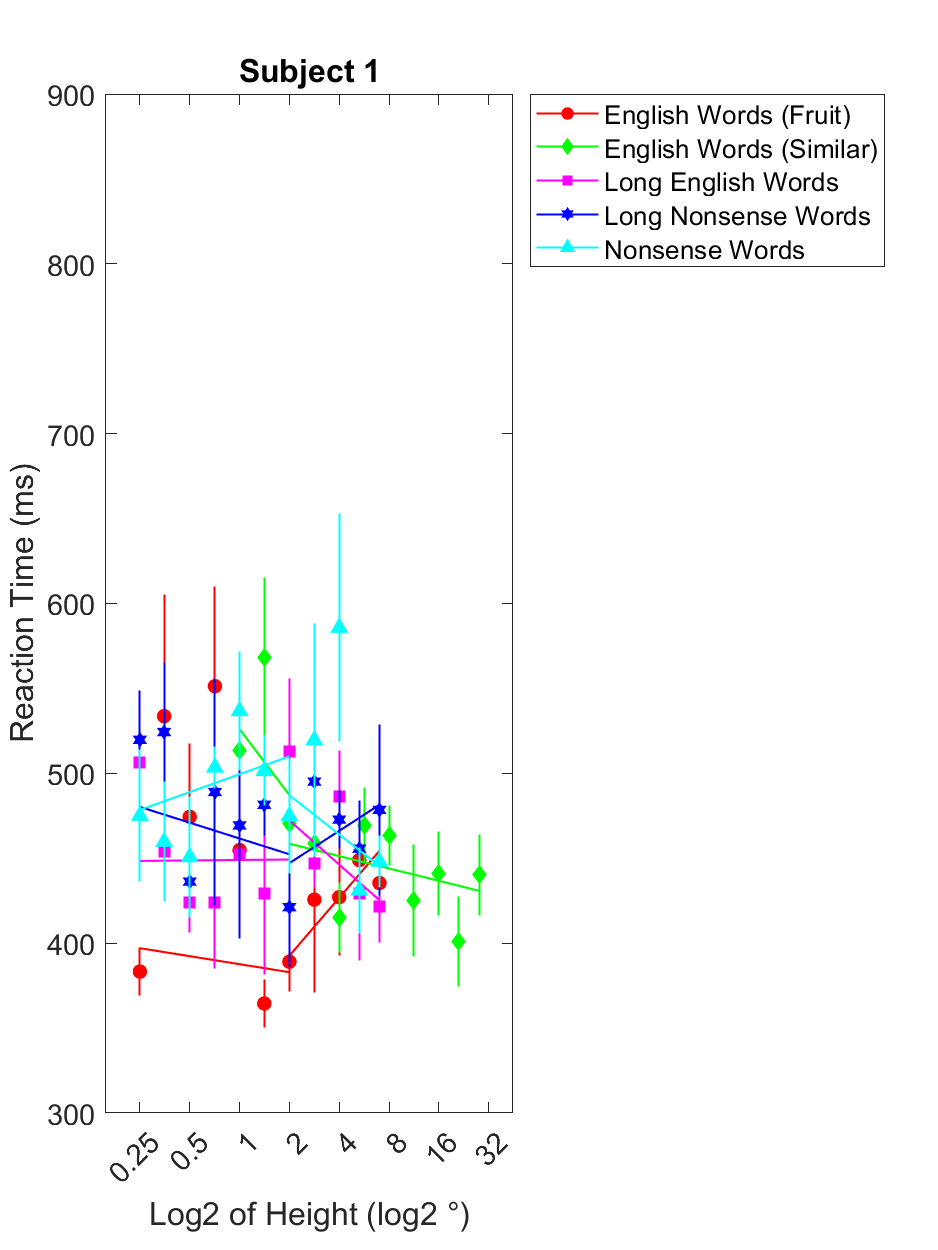 Subject 1
900
800
700
600
500
400
300
Reaction Time (ms)
0.25 0.5 1 2 4 8 16 32
Log2 of Height (log2 °)
English Words (Fruit)
English Words (Similar)
Long English Words
Long Nonsense Words
Nonsense Words